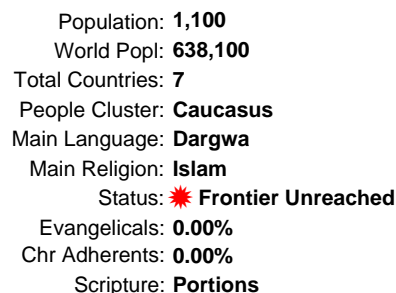 Population: 1,100
World Popl: 638,100
Total Countries: 7
People Cluster: Caucasus
Main Language: Dargwa
Main Religion: Islam
Status: Frontier Unreached
Evangelicals: 0.00%
Chr Adherents: 0.00%
Scripture: Portions